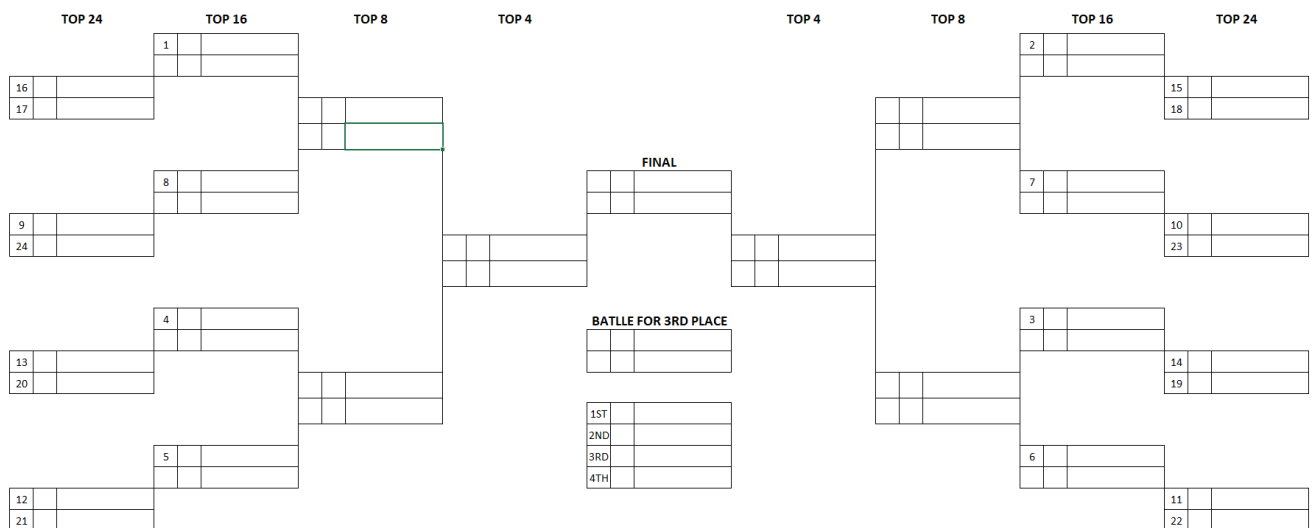 TOP 24 TOP 16 TOP 8 TOP 4 TOP 4 TOP 8 TOP 16 TOP 24
1 2
16 15
17 18
FINAL
8 7
9 10
24 23
4 BATLLE FOR 3RD PLACE 3
13 14
20 19
1ST
2ND
5 3RD 6
4TH
12 11
21 22